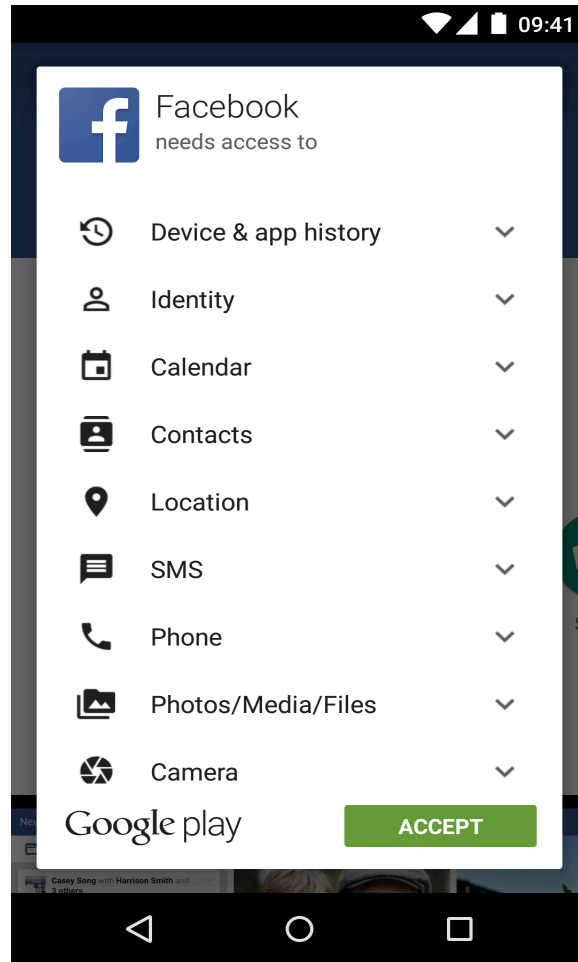 09:41
Facebook
needs access to
Device & app history
Identity
Calendar
Contacts
Location
SMS
Phone
Photos/Media/Files
Camera
Google play
ACCEPT
Casey Song with Harrison Smith and
3 others